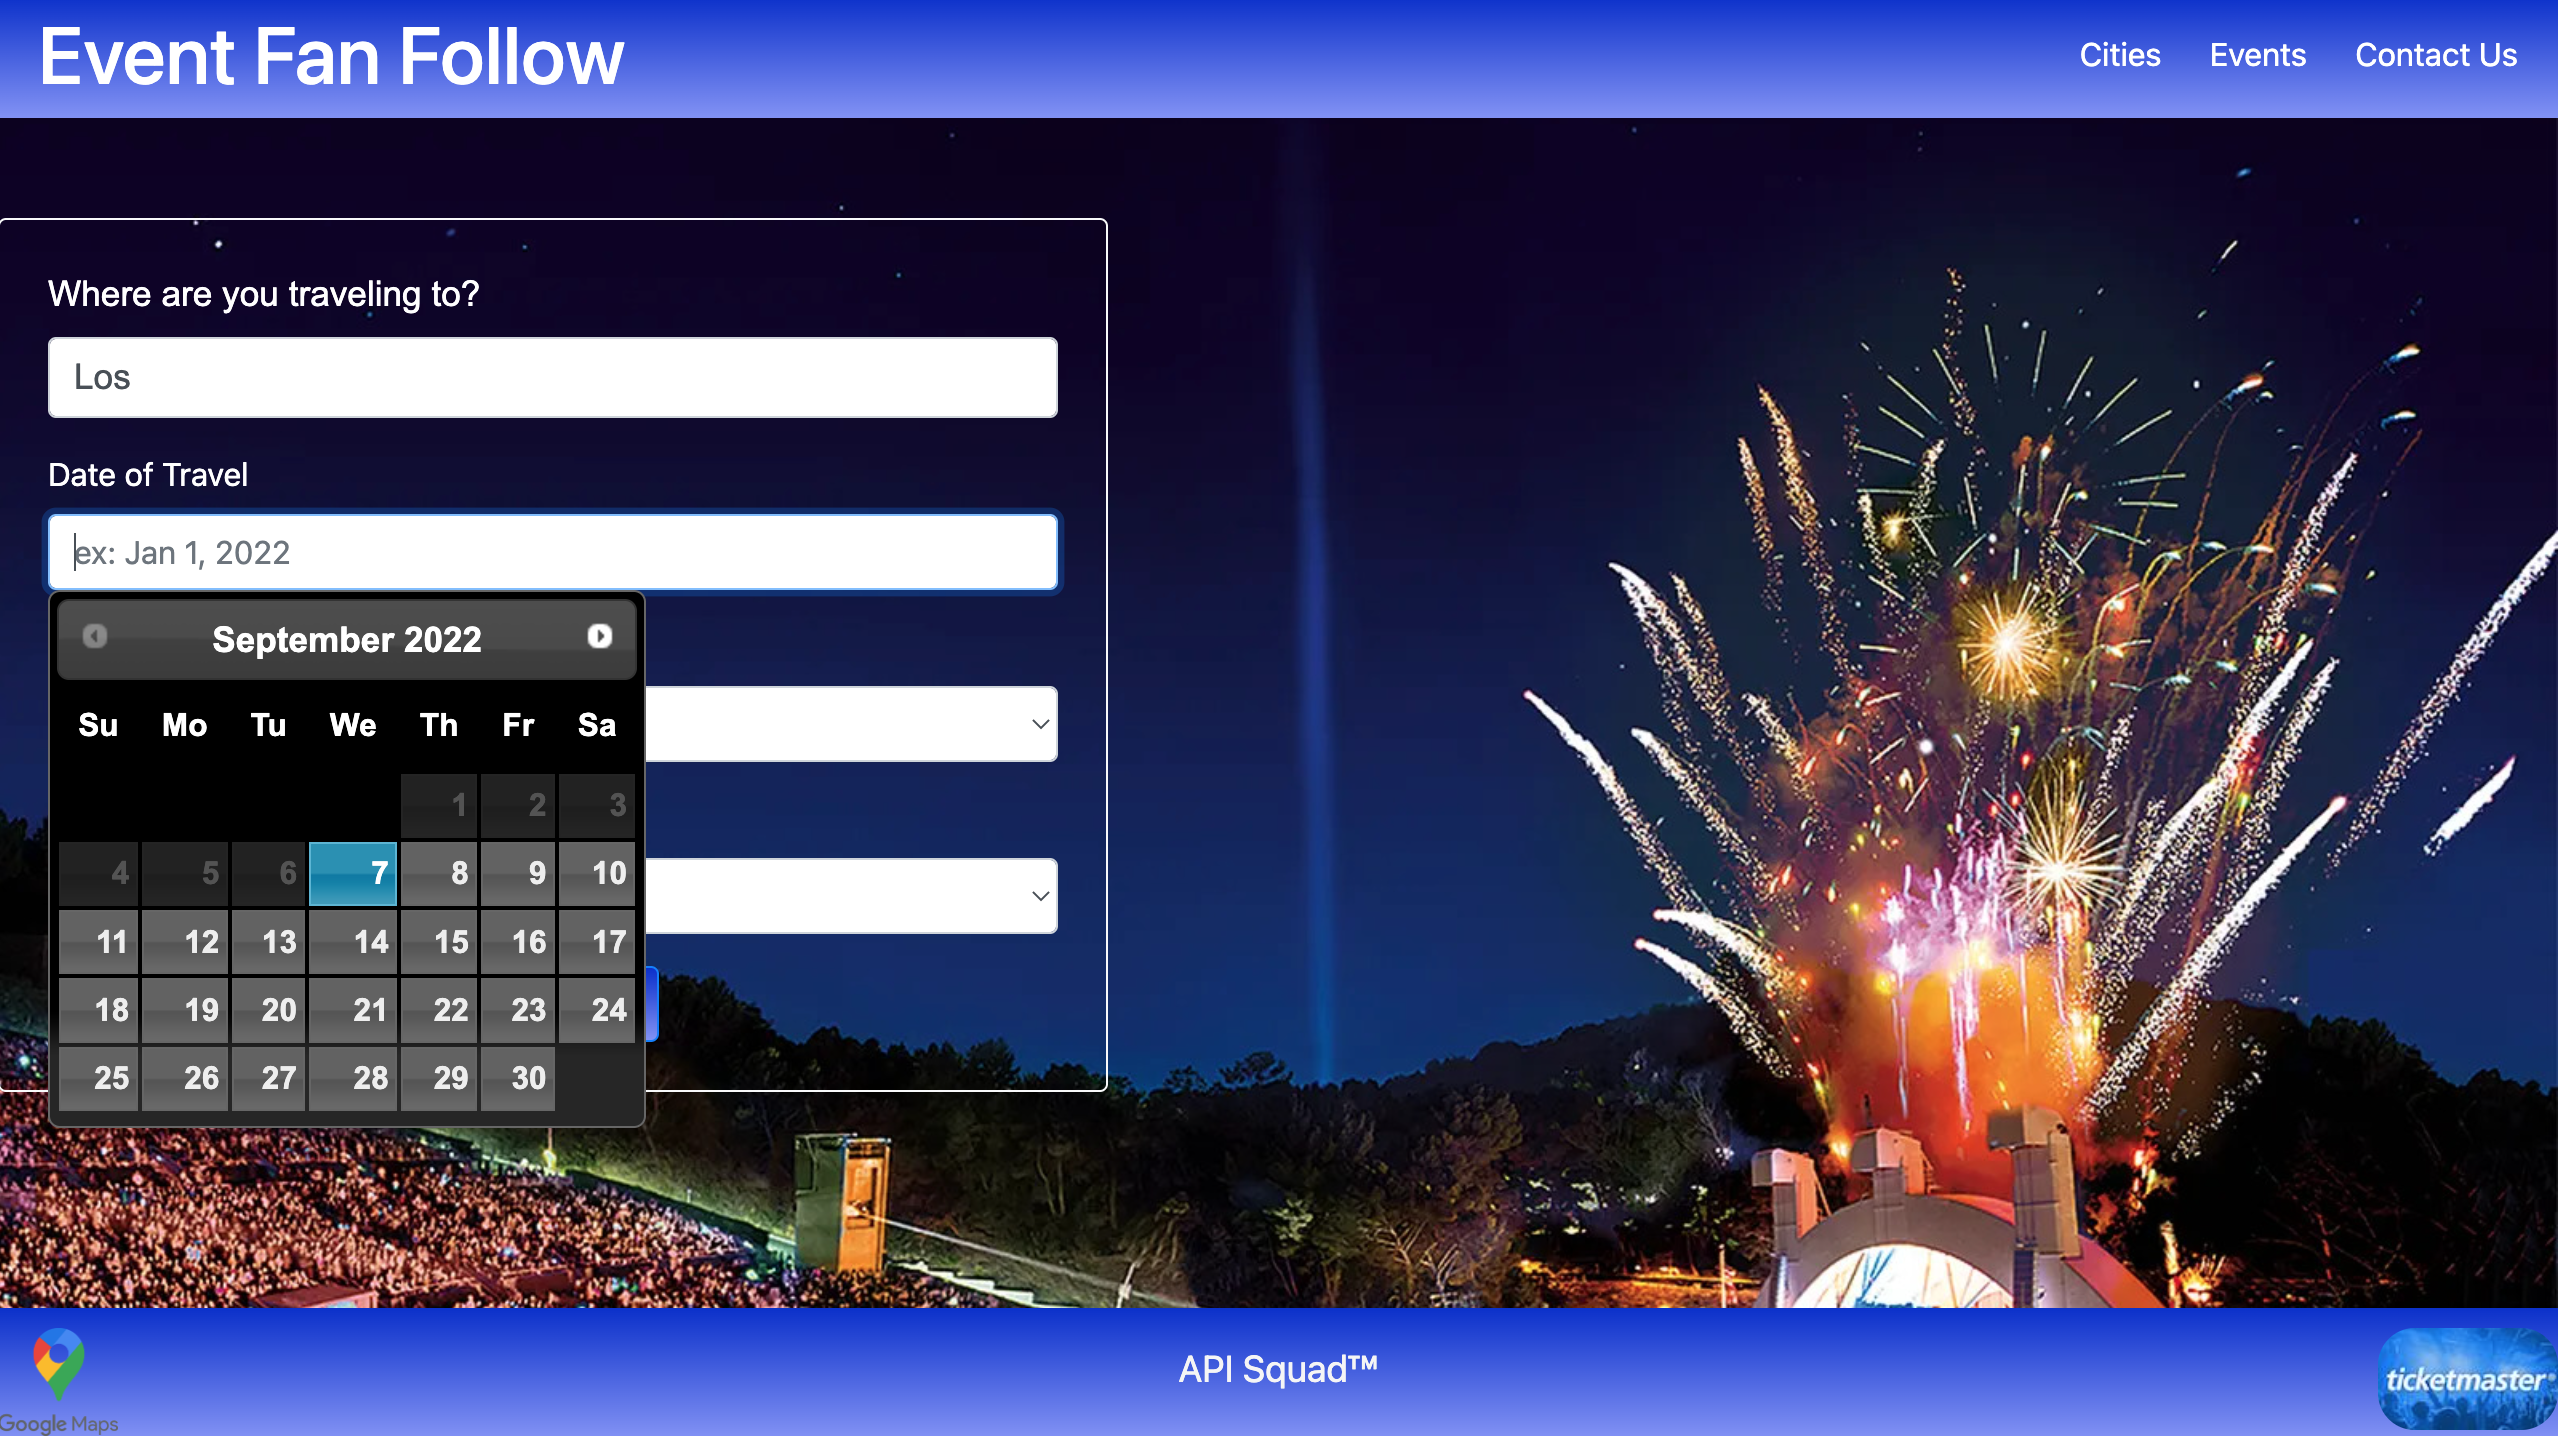 Event Fan Follow
Cities Events Contact Us
Where are you traveling to?
Los
Date of Travel
ex: Jan 1, 2022
September 2022
Su Mo Tu We Th Fr Sa
1 2 3
4 5 6 7 8 9 10
11 12 13 14 15 16 17
18 19 20 21 22 23 24
25 26 27 28 29 30
API Squad™
Google Maps
ticketmaster®